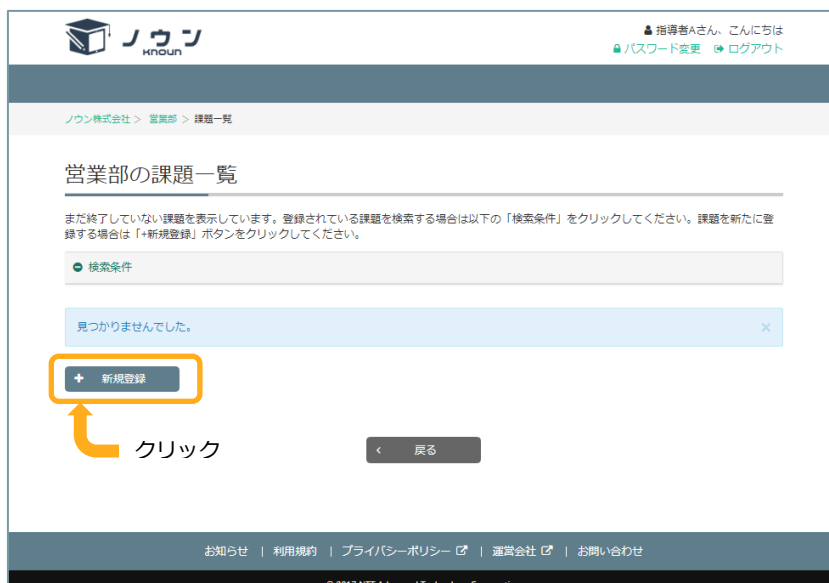 ノウン
KNOUN
指導者Aさん、こんにちは
パスワード変更 ログアウト
ノウン株式会社 > 営業部 > 課題一覧
営業部の課題一覧
まだ終了していない課題を表示しています。登録されている課題を検索する場合は以下の「検索条件」をクリックしてください。課題を新たに登
録する場合は「+新規登録」ボタンをクリックしてください。
検索条件
見つかりませんでした。 ×
+ 新規登録
クリック
< 戻る
お知らせ | 利用規約 | プライバシーポリシー | 運営会社 | お問い合わせ